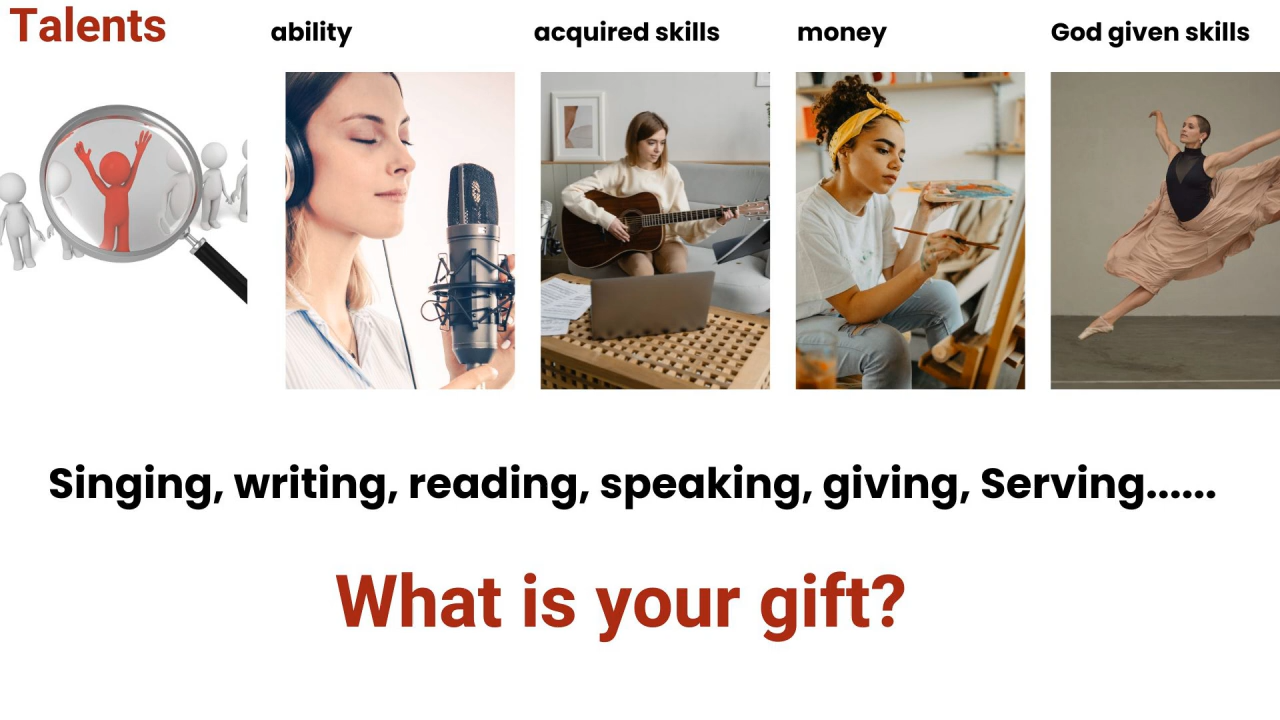 Talents
ability
acquired skills
money
God given skills
Singing, writing, reading, speaking, giving, Serving......
What is your gift?